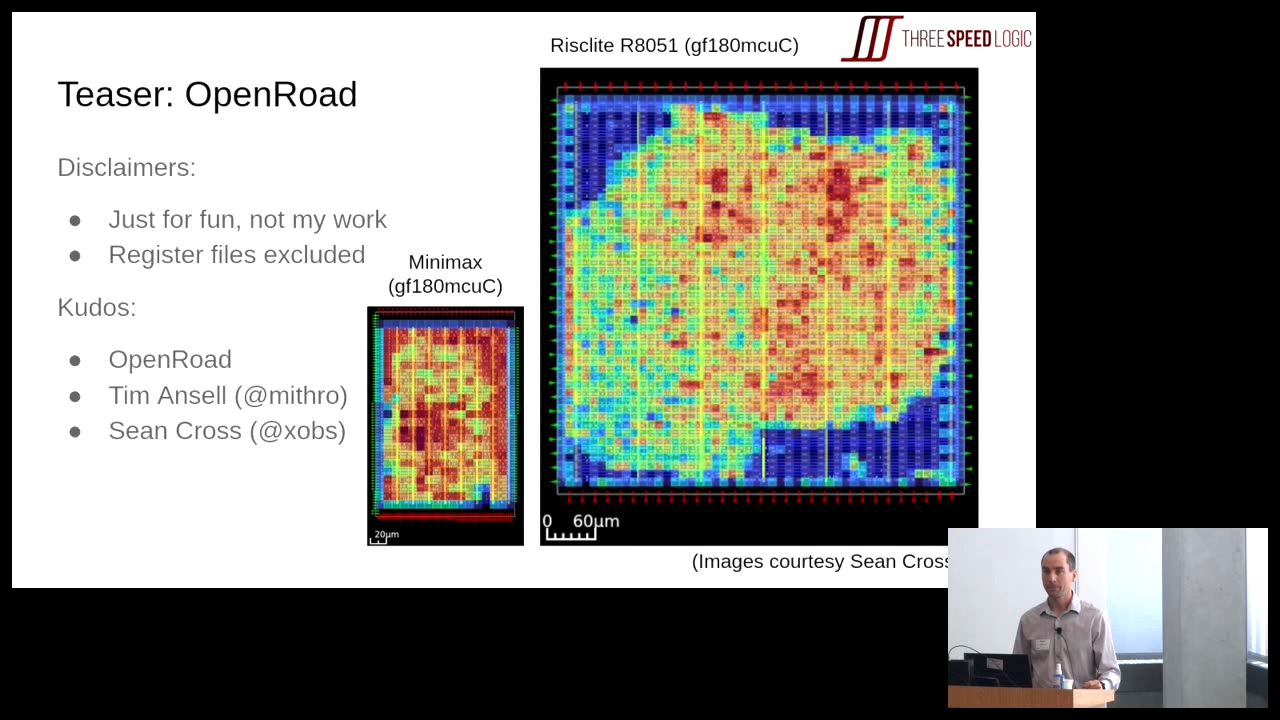 Risclite R8051 (gf180mcuC)
THREE SPEED LOGIC
Teaser: OpenRoad
Disclaimers:
● Just for fun, not my work
● Register files excluded
Minimax
(gf180mcuC)
Kudos:
● OpenRoad
● Tim Ansell (@mithro)
● Sean Cross (@xobs)
20μm
0 60μm
(Images courtesy Sean Cross